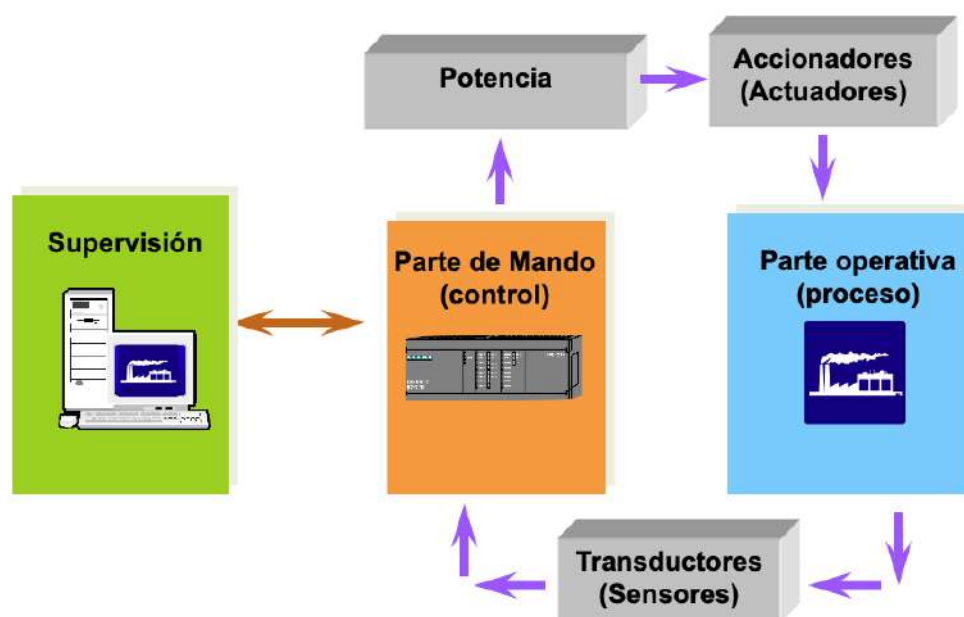 Potencia
Accionadores
(Actuadores)
Supervisión
Parte de Mando
(control)
Parte operativa
(proceso)
Transductores
(Sensores)